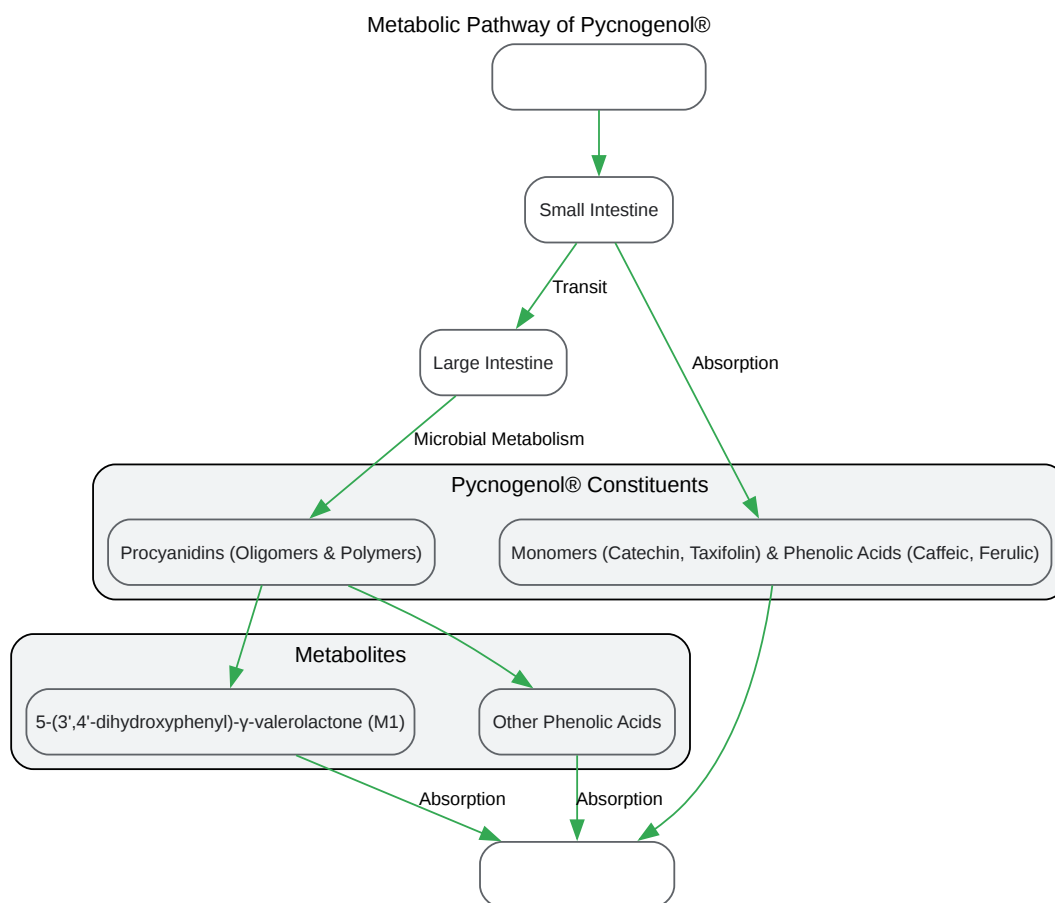 Metabolic Pathway of Pycnogenol®
Small Intestine
Transit
Large Intestine
Absorption
Microbial Metabolism
Pycnogenol® Constituents
Procyanidins (Oligomers & Polymers)
Monomers (Catechin, Taxifolin) & Phenolic Acids (Caffeic, Ferulic)
Metabolites
5-(3',4'-dihydroxyphenyl)-γ-valerolactone (M1)
Other Phenolic Acids
Absorption
Absorption